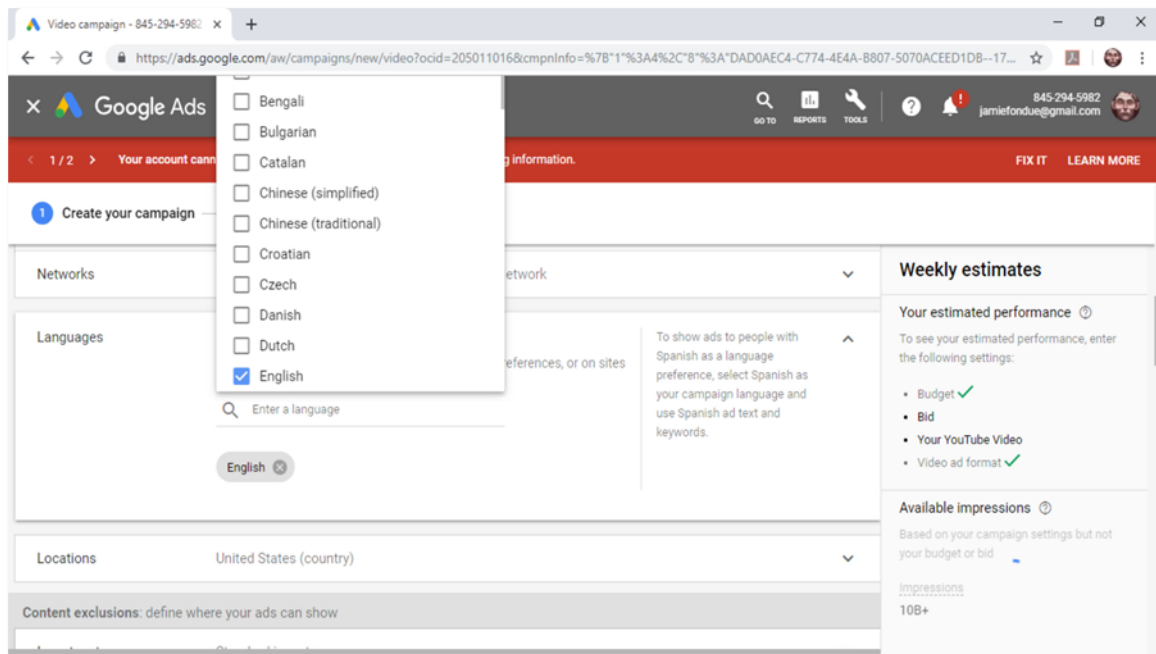 Video campaign - 845-294-5982
https://ads.google.com/aw/campaigns/new/video?ocid=205011016&cmpnInfo=%7B"1"%3A4%2C"8"%3A"DAD0AEC4-C774-4E4A-8807-5070ACEED1DB--17...
Google Ads
GO TO
REPORTS
TOOLS
845-294-5982
jamiefondue@gmail.com
1 / 2 Your account cann
g information.
FIX IT LEARN MORE
1 Create your campaign
Bengali
Bulgarian
Catalan
Chinese (simplified)
Chinese (traditional)
Croatian
Czech
Danish
Dutch
English
Networks
etwork
Languages
eferences, or on sites
Enter a language
English
To show ads to people with
Spanish as a language
preference, select Spanish as
your campaign language and
use Spanish ad text and
keywords.
Locations United States (country)
Content exclusions: define where your ads can show
Weekly estimates
Your estimated performance
To see your estimated performance, enter
the following settings:
Budget
Bid
Your YouTube Video
Video ad format
Available impressions
Based on your campaign settings but not
your budget or bid
Impressions
10B+